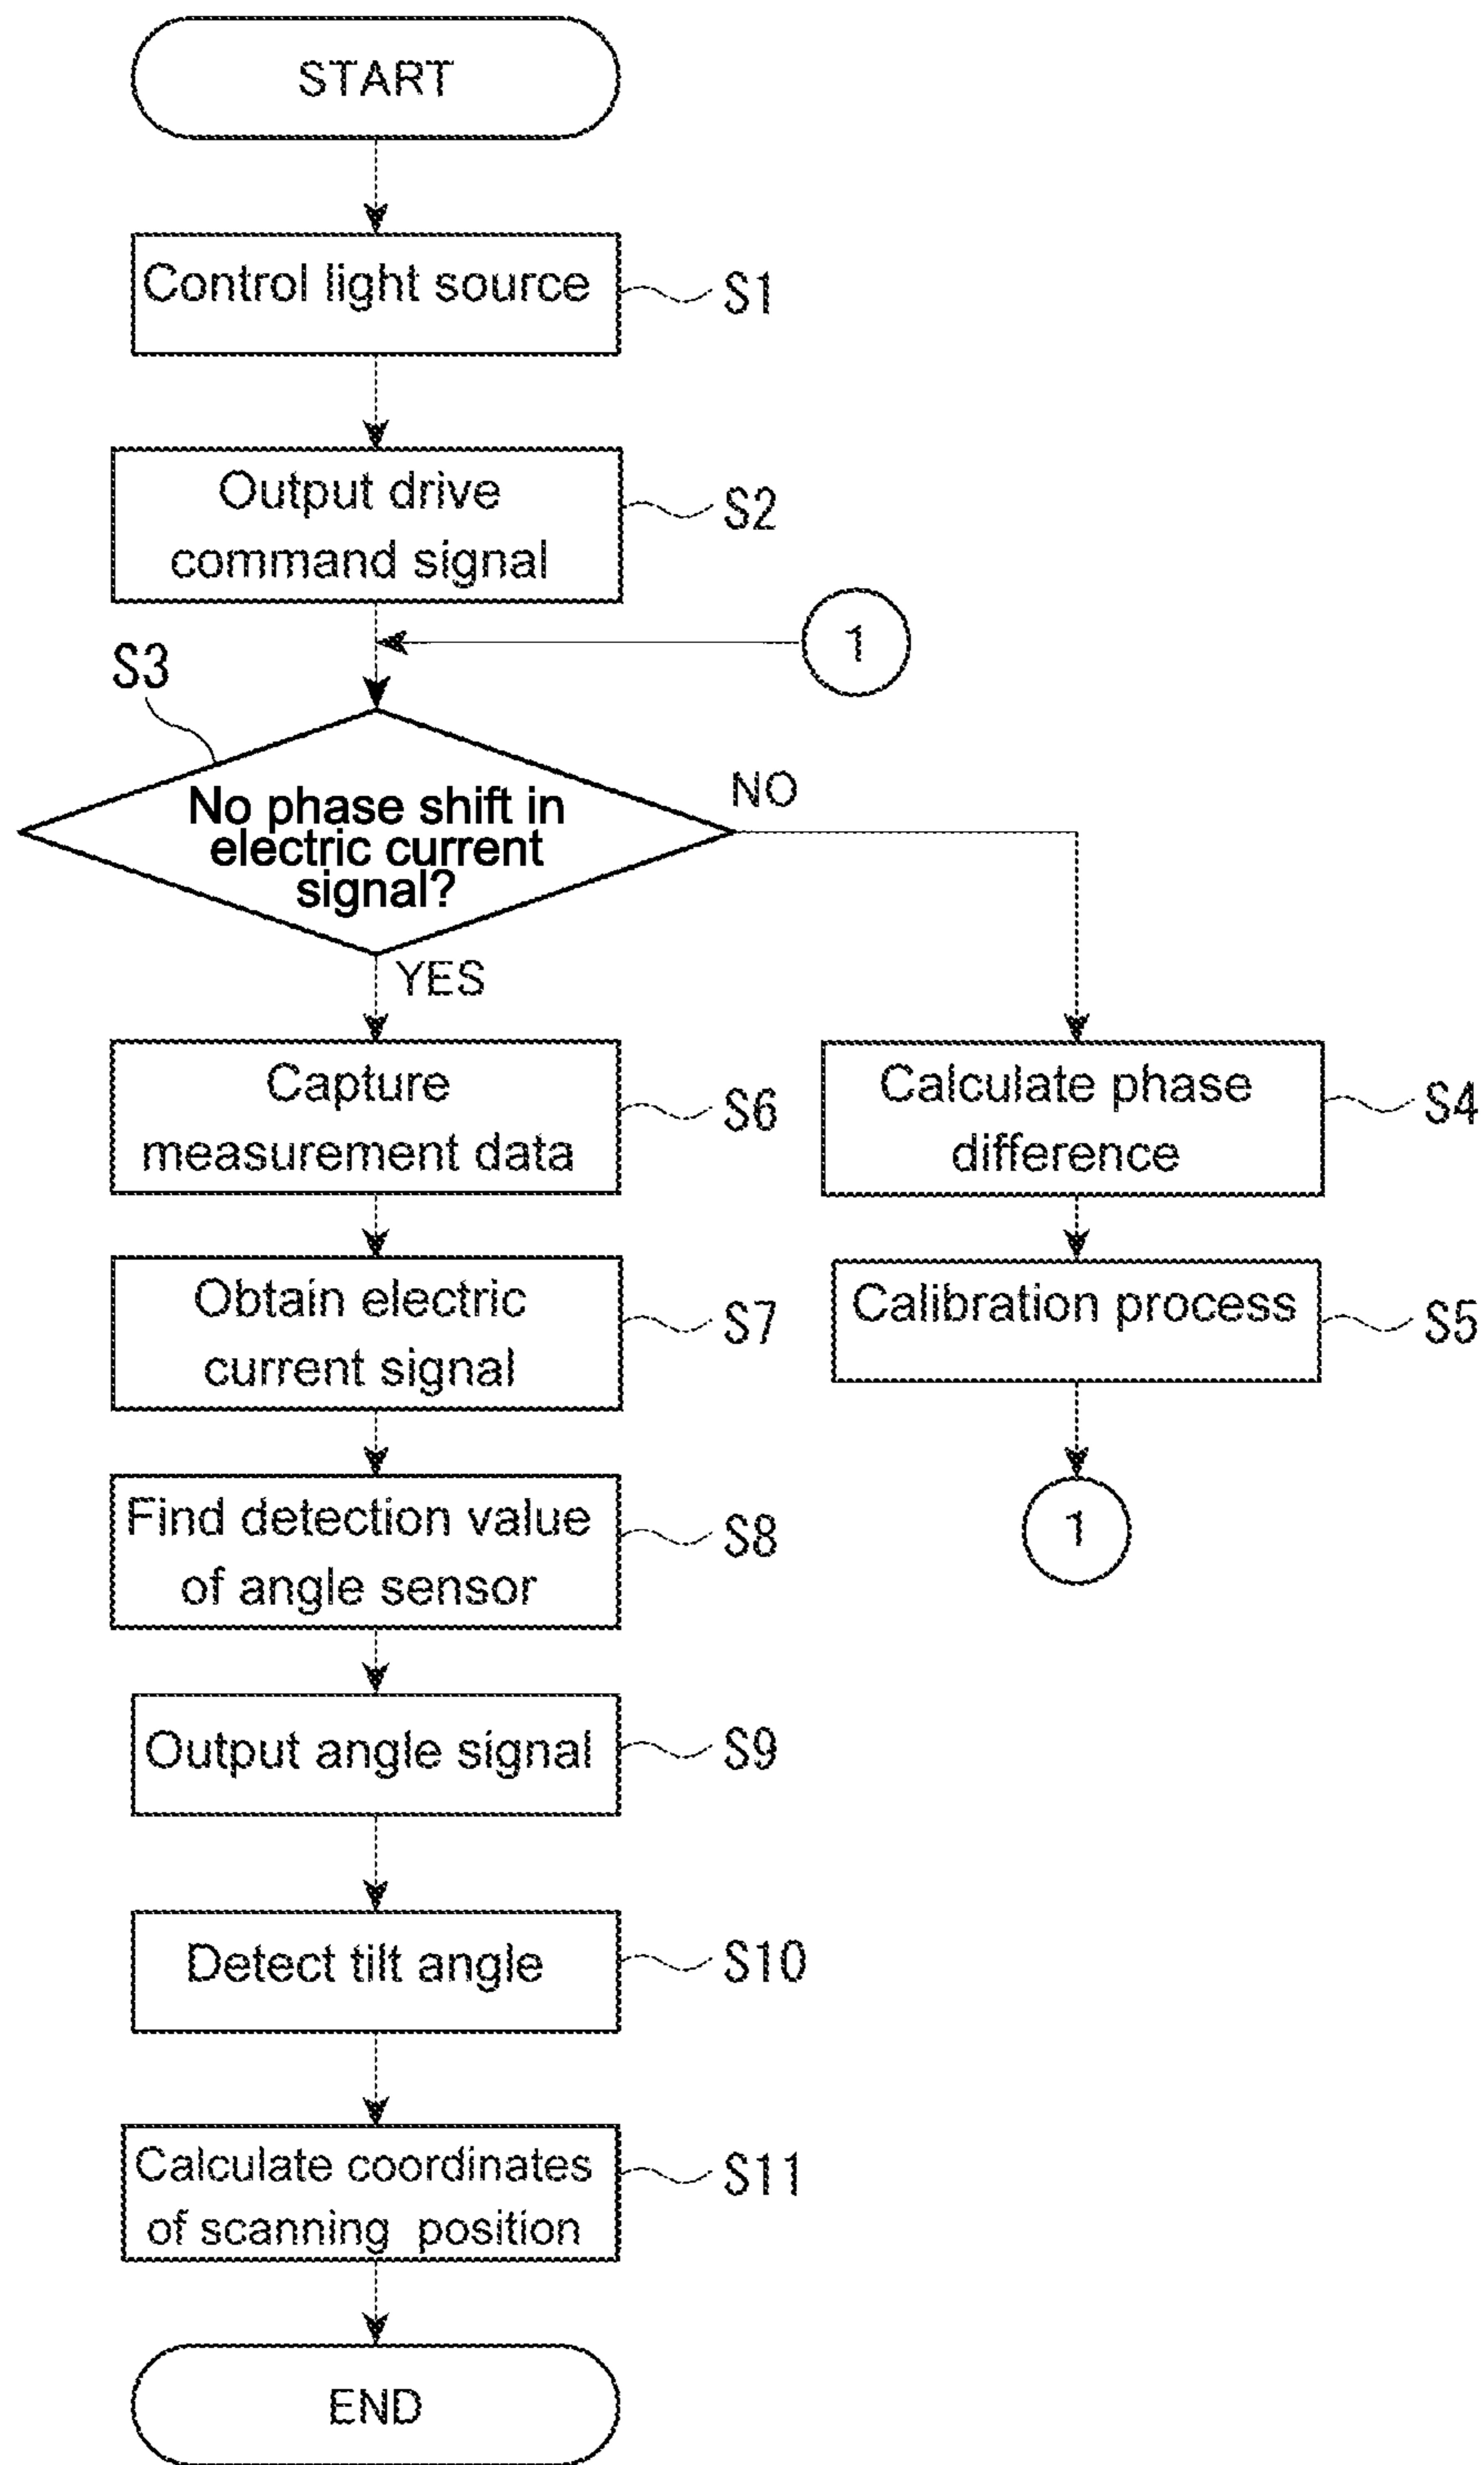 START
Control light source
S1
Output drive
command signal
S2
1
S3
No phase shift in
electric current
signal?
NO
YES
Capture
measurement data
S6
Calculate phase
difference
S4
Obtain electric
current signal
S7
Calibration process
S5
Find detection value
of angle sensor
S8
1
Output angle signal
S9
Detect tilt angle
S10
Calculate coordinates
of scanning position
S11
END